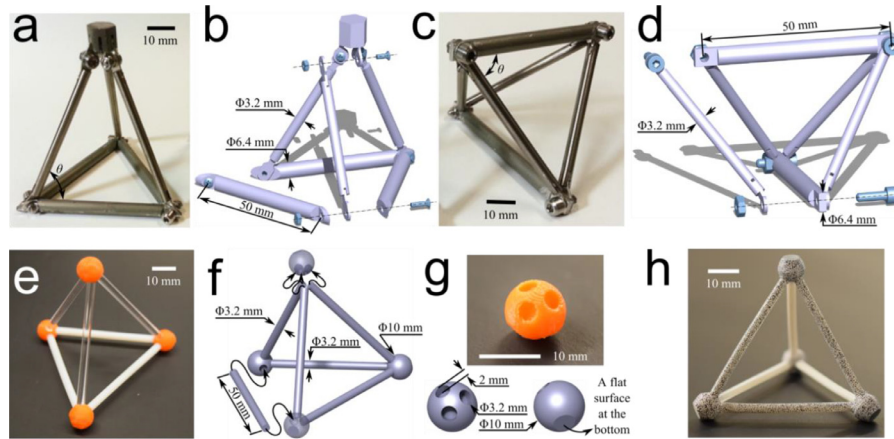 a
10 mm
b
Φ3.2 mm
Φ6.4 mm
50 mm
θ
c
θ
10 mm
d
50 mm
Φ3.2 mm
Φ6.4 mm
e
10 mm
f
Φ3.2 mm
Φ10 mm
Φ3.2 mm
50 mm
g
10 mm
2 mm
Φ3.2 mm
Φ10 mm
A flat
surface
at the
bottom
h
10 mm